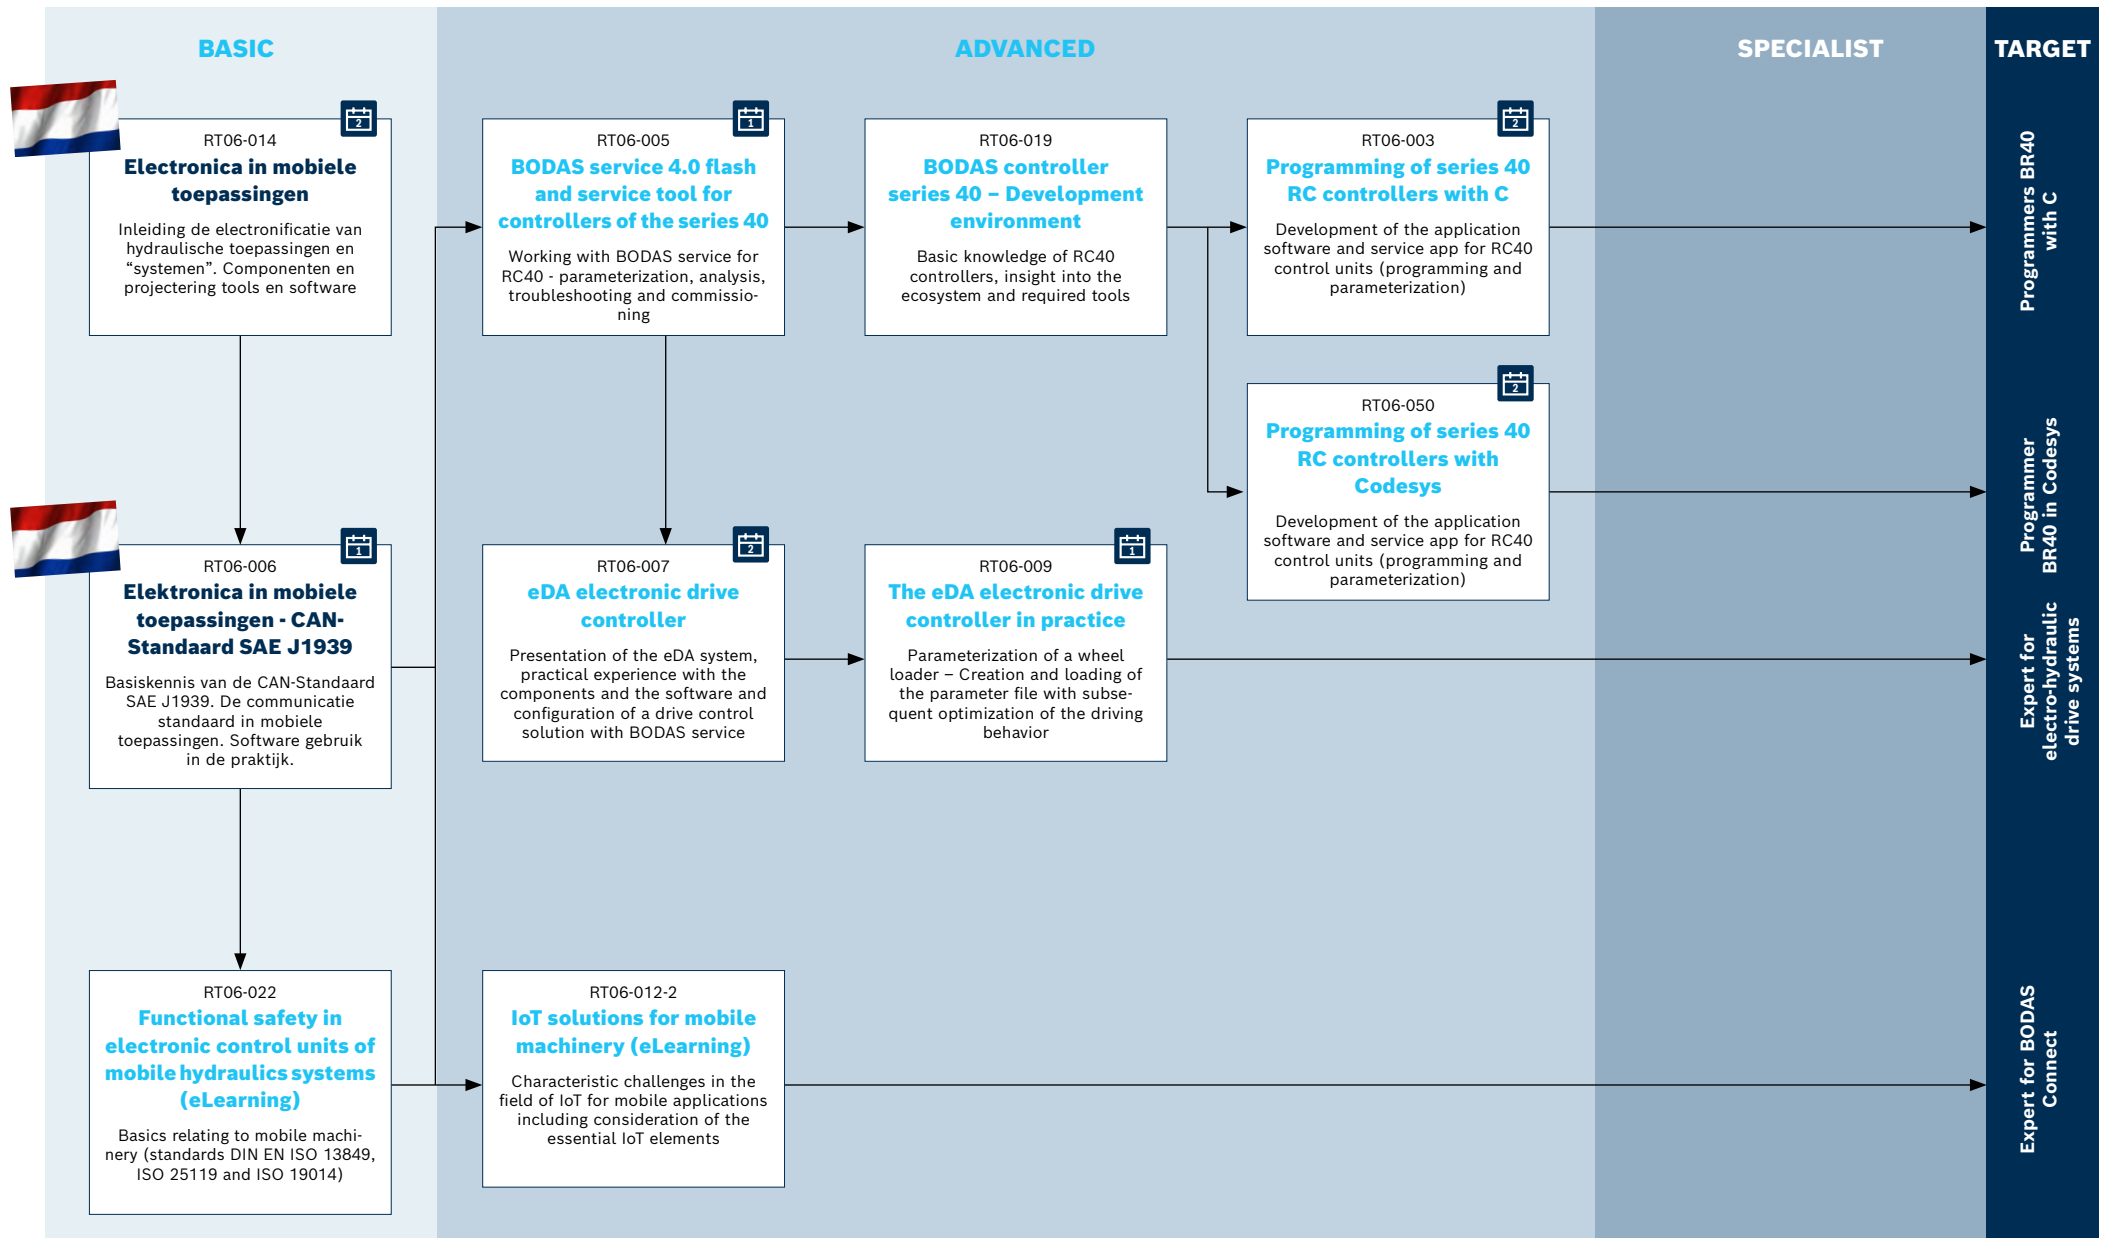 BASIC
ADVANCED
SPECIALIST
TARGET
2
RT06-014
Electronica in mobiele
toepassingen
Inleiding de electronificatie van
hydraulische toepassingen en
“systemen”. Componenten en
projectering tools en software
1
RT06-005
BODAS service 4.0 flash
and service tool for
controllers of the series 40
Working with BODAS service for
RC40 - parameterization, analysis,
troubleshooting and commissio-
ning
RT06-019
BODAS controller
series 40 – Development
environment
Basic knowledge of RC40
controllers, insight into the
ecosystem and required tools
2
RT06-003
Programming of series 40
RC controllers with C
Development of the application
software and service app for RC40
control units (programming and
parameterization)
Programmers BR40
with C
2
RT06-050
Programming of series 40
RC controllers with
Codesys
Development of the application
software and service app for RC40
control units (programming and
parameterization)
Programmer
BR40 in Codesys
1
RT06-006
Elektronica in mobiele
toepassingen - CAN-
Standaard SAE J1939
Basiskennis van de CAN-Standaard
SAE J1939. De communicatie
standaard in mobiele
toepassingen. Software gebruik
in de praktijk.
2
RT06-007
eDA electronic drive
controller
Presentation of the eDA system,
practical experience with the
components and the software and
configuration of a drive control
solution with BODAS service
1
RT06-009
The eDA electronic drive
controller in practice
Parameterization of a wheel
loader – Creation and loading of
the parameter file with subse-
quent optimization of the driving
behavior
Expert for
electro-hydraulic
drive systems
RT06-022
Functional safety in
electronic control units of
mobile hydraulics systems
(eLearning)
Basics relating to mobile machi-
nery (standards DIN EN ISO 13849,
ISO 25119 and ISO 19014)
RT06-012-2
IoT solutions for mobile
machinery (eLearning)
Characteristic challenges in the
field of IoT for mobile applications
including consideration of the
essential IoT elements
Expert for BODAS
Connect